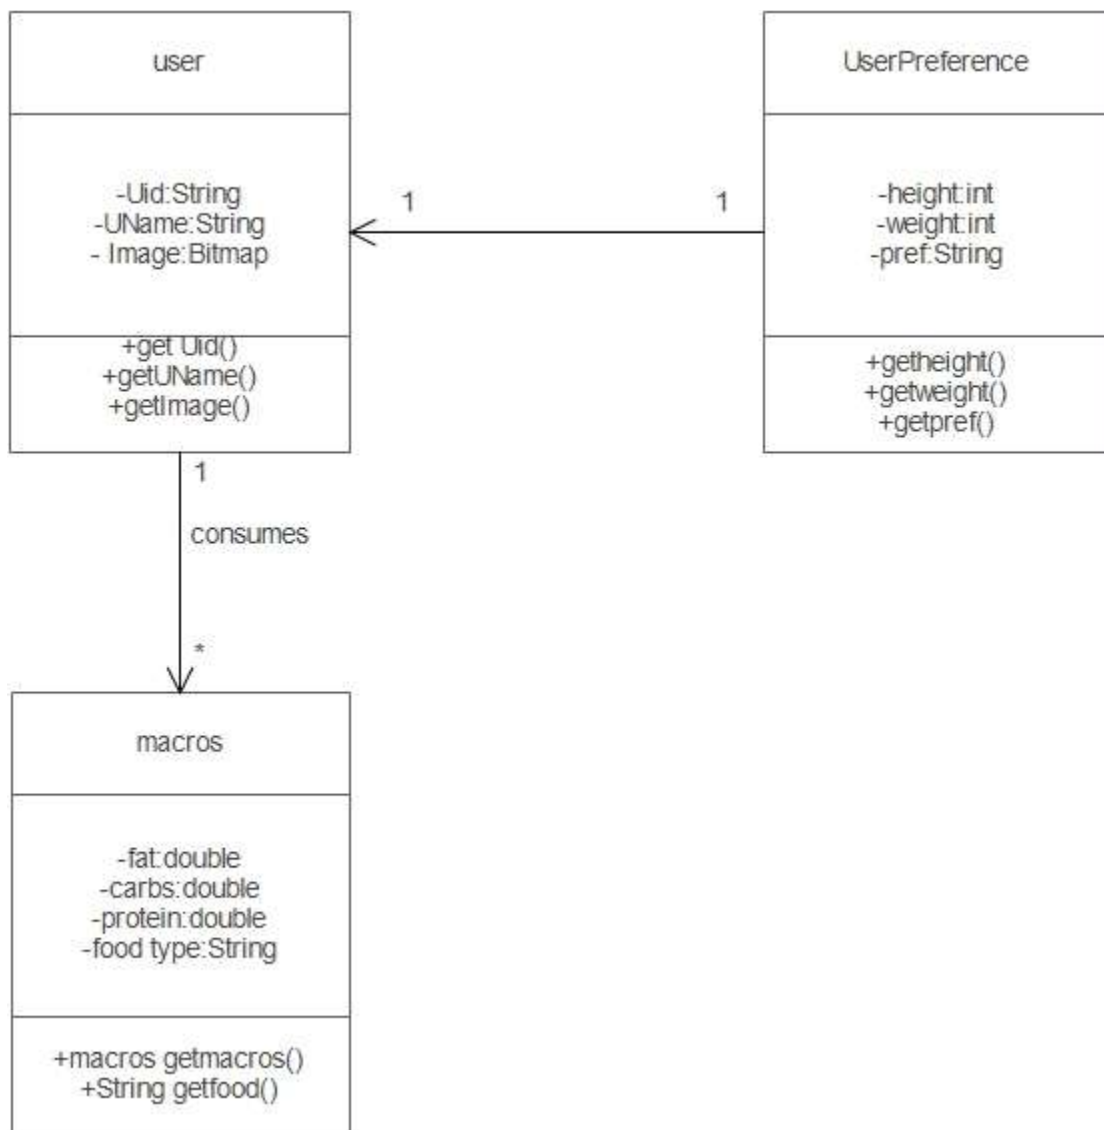 user
-Uid:String
-UName:String
- Image:Bitmap
+get Uid()
+getUName()
+getImage()
1
1
UserPreference
-height:int
-weight:int
-pref:String
+getheight()
+getweight()
+getpref()
1
consumes
*
macros
-fat:double
-carbs:double
-protein:double
-food type:String
+macros getmacros()
+String getfood()